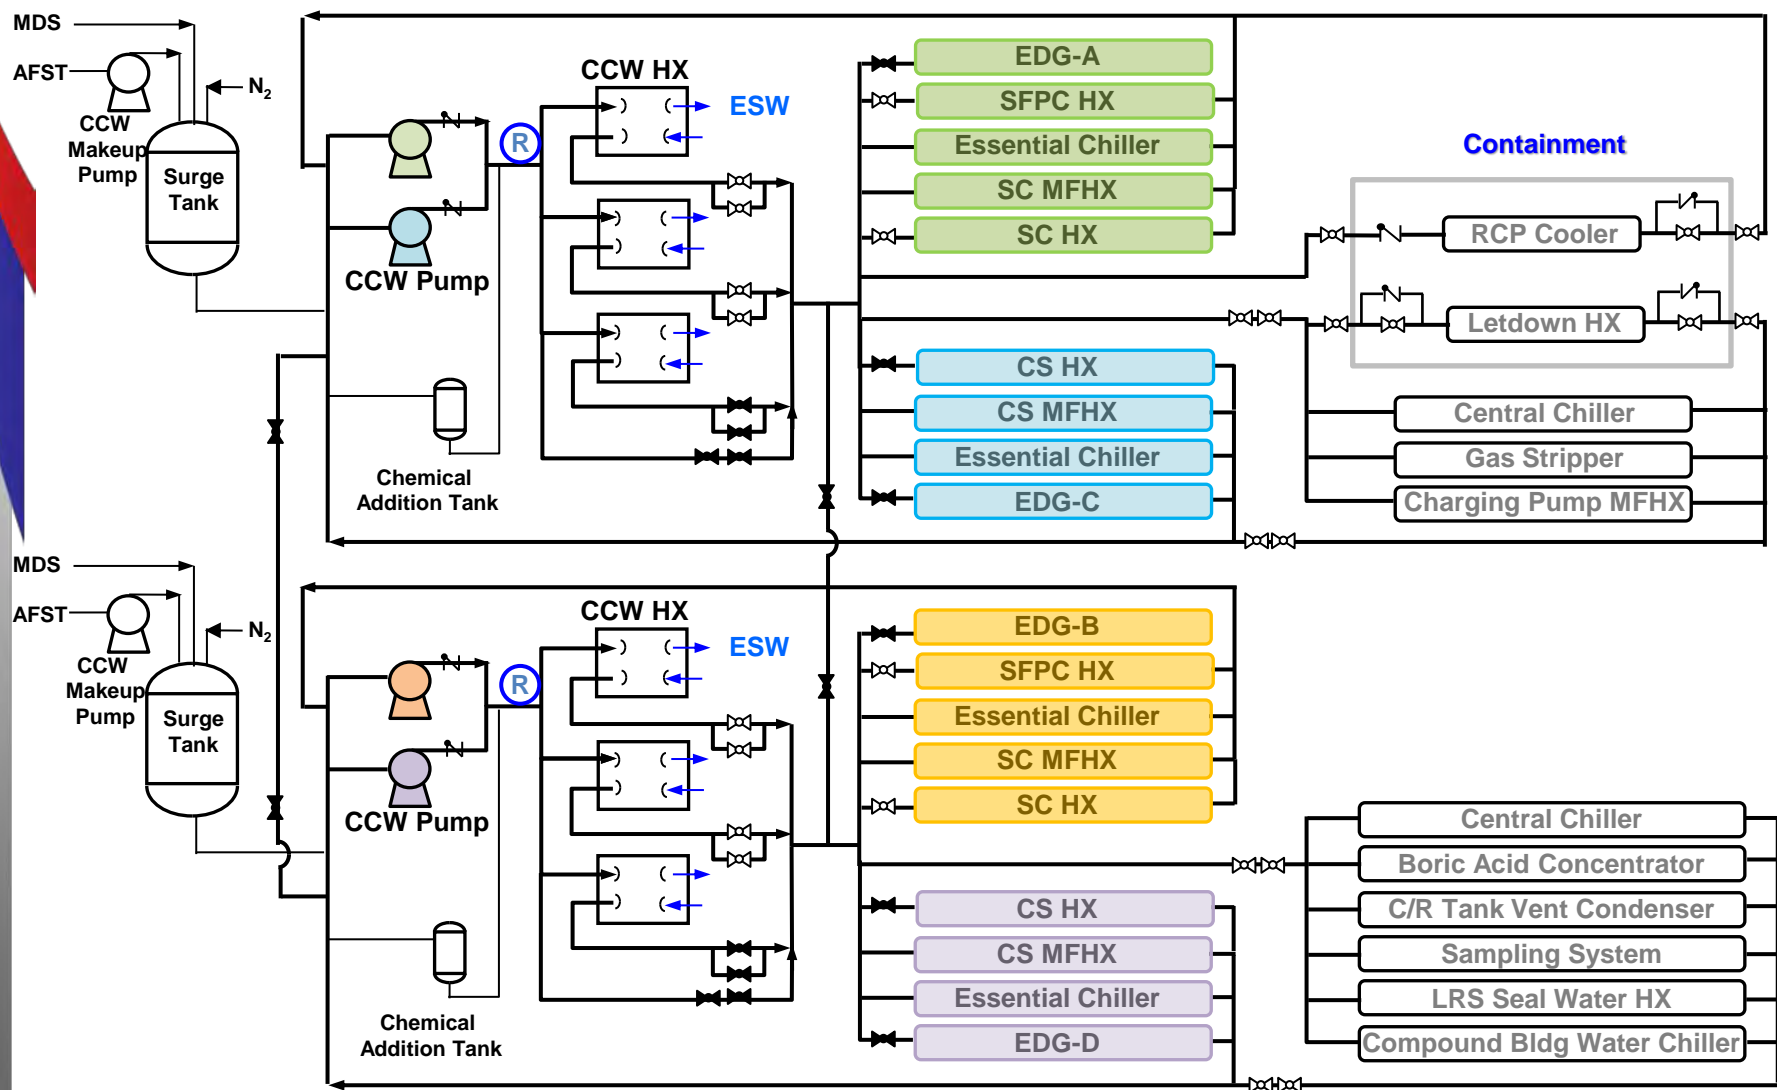 MDS
AFST
N2
CCW
Makeup
Pump
Surge
Tank
CCW Pump
Chemical
Addition Tank
R
CCW HX
ESW
EDG-A
SFPC HX
Essential Chiller
SC MFHX
SC HX
CS HX
CS MFHX
Essential Chiller
EDG-C
Containment
RCP Cooler
Letdown HX
Central Chiller
Gas Stripper
Charging Pump MFHX
MDS
AFST
N2
CCW
Makeup
Pump
Surge
Tank
CCW Pump
Chemical
Addition Tank
R
CCW HX
ESW
EDG-B
SFPC HX
Essential Chiller
SC MFHX
SC HX
CS HX
CS MFHX
Essential Chiller
EDG-D
Central Chiller
Boric Acid Concentrator
C/R Tank Vent Condenser
Sampling System
LRS Seal Water HX
Compound Bldg Water Chiller